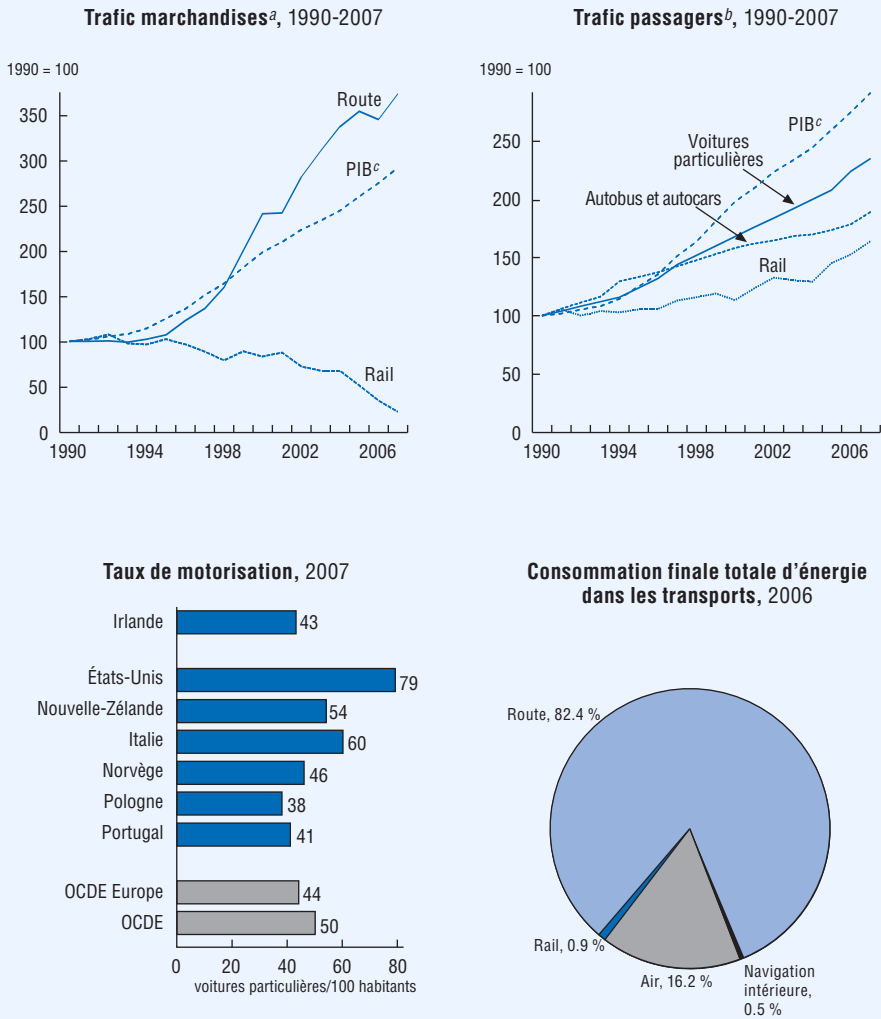 Trafic marchandisesa, 1990-2007
1990 = 100
350
300
250
200
150
100
50
0
Route
PIBc
Rail
1990 1994 1998 2002 2006
Trafic passagersb, 1990-2007
1990 = 100
250
200
150
100
50
0
PIBc
Voitures
particulières
Autobus et autocars
Rail
1990 1994 1998 2002 2006
Taux de motorisation, 2007
Irlande 43
États-Unis 79
Nouvelle-Zélande 54
Italie 60
Norvège 46
Pologne 38
Portugal 41
OCDE Europe 44
OCDE 50
0 20 40 60 80
voitures particulières/100 habitants
Consommation finale totale d'énergie
dans les transports, 2006
Route, 82.4 %
Rail, 0.9 %
Air, 16.2 %
Navigation
intérieure,
0.5 %